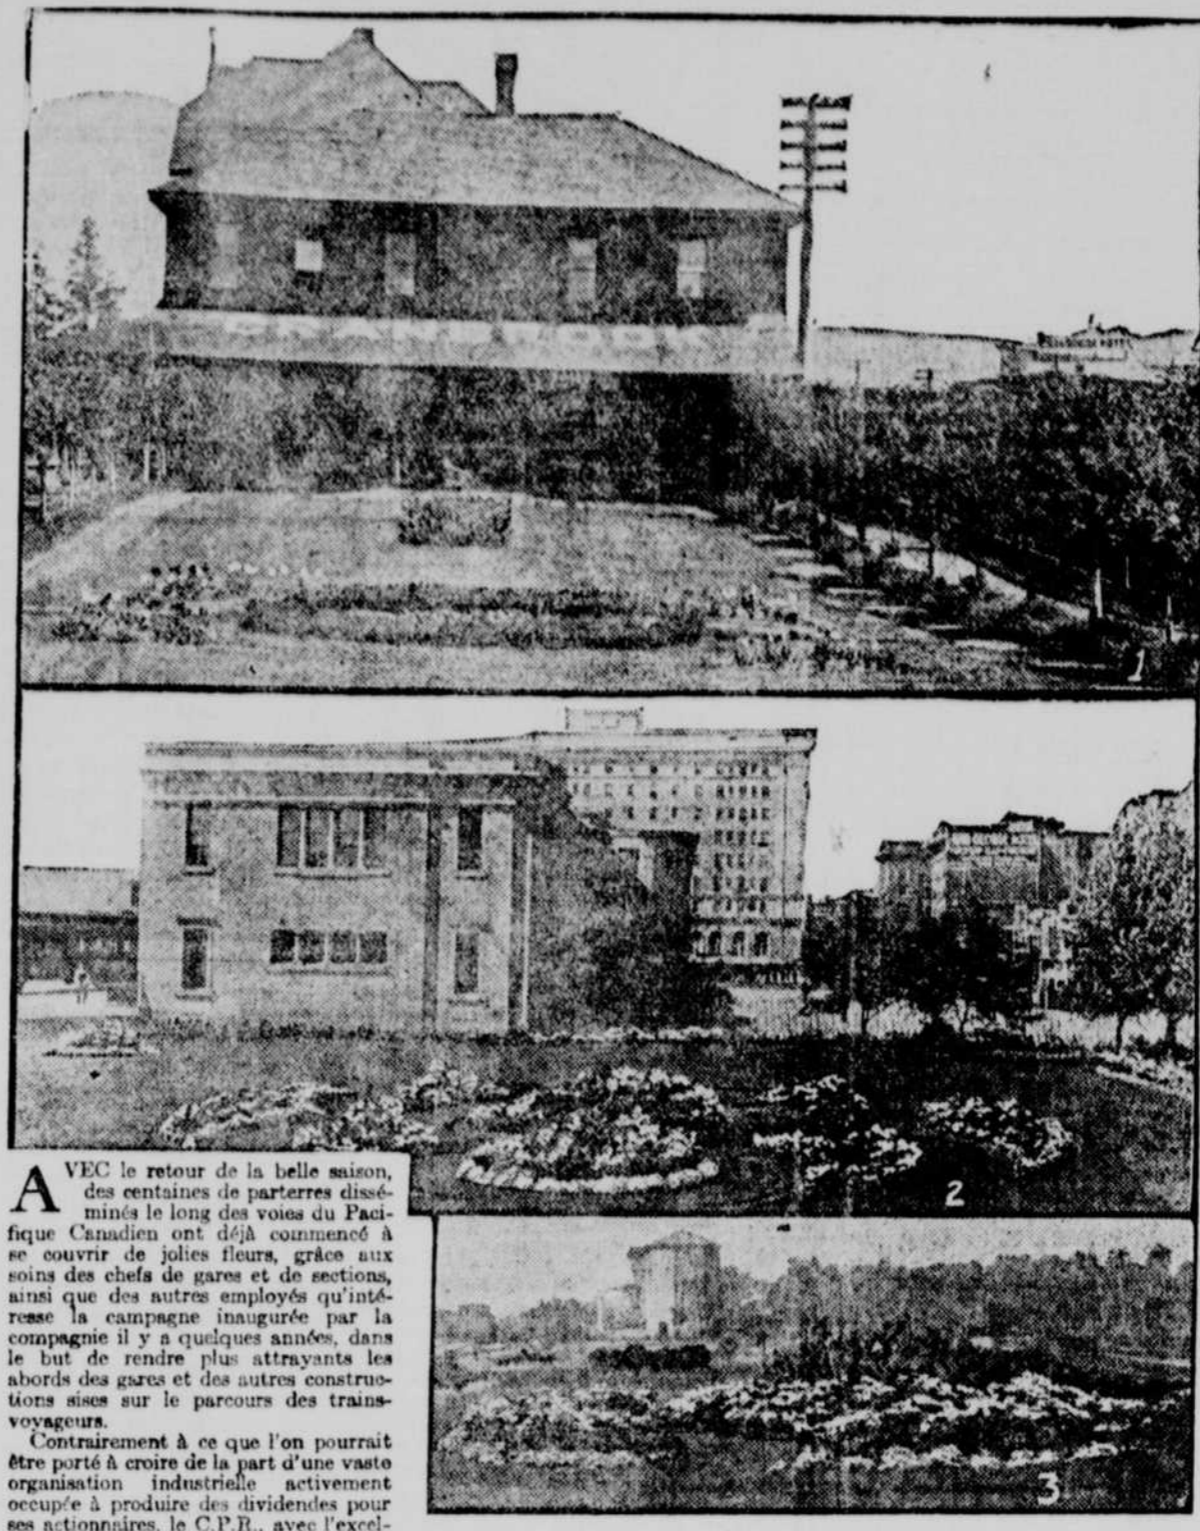 CRANBROOK
1
2
3
AVEC le retour de la belle saison,
des centaines de parterres dissé-
minés le long des voies du Paci-
fique Canadien ont déjà commencé à
se couvrir de jolies fleurs, grâce aux
soins des chefs de gares et de sections,
ainsi que des autres employés qu'inté-
resse la campagne inaugurée par la
compagnie il y a quelques années, dans
le but de rendre plus attrayants les
abords des gares et des autres construc-
tions sises sur le parcours des trains-
voyageurs.
Contrairement à ce que l'on pourrait
être porté à croire de la part d'une vaste
organisation industrielle activement
occupée à produire des dividendes pour
ses actionnaires, le C.P.R., avec l'excel-